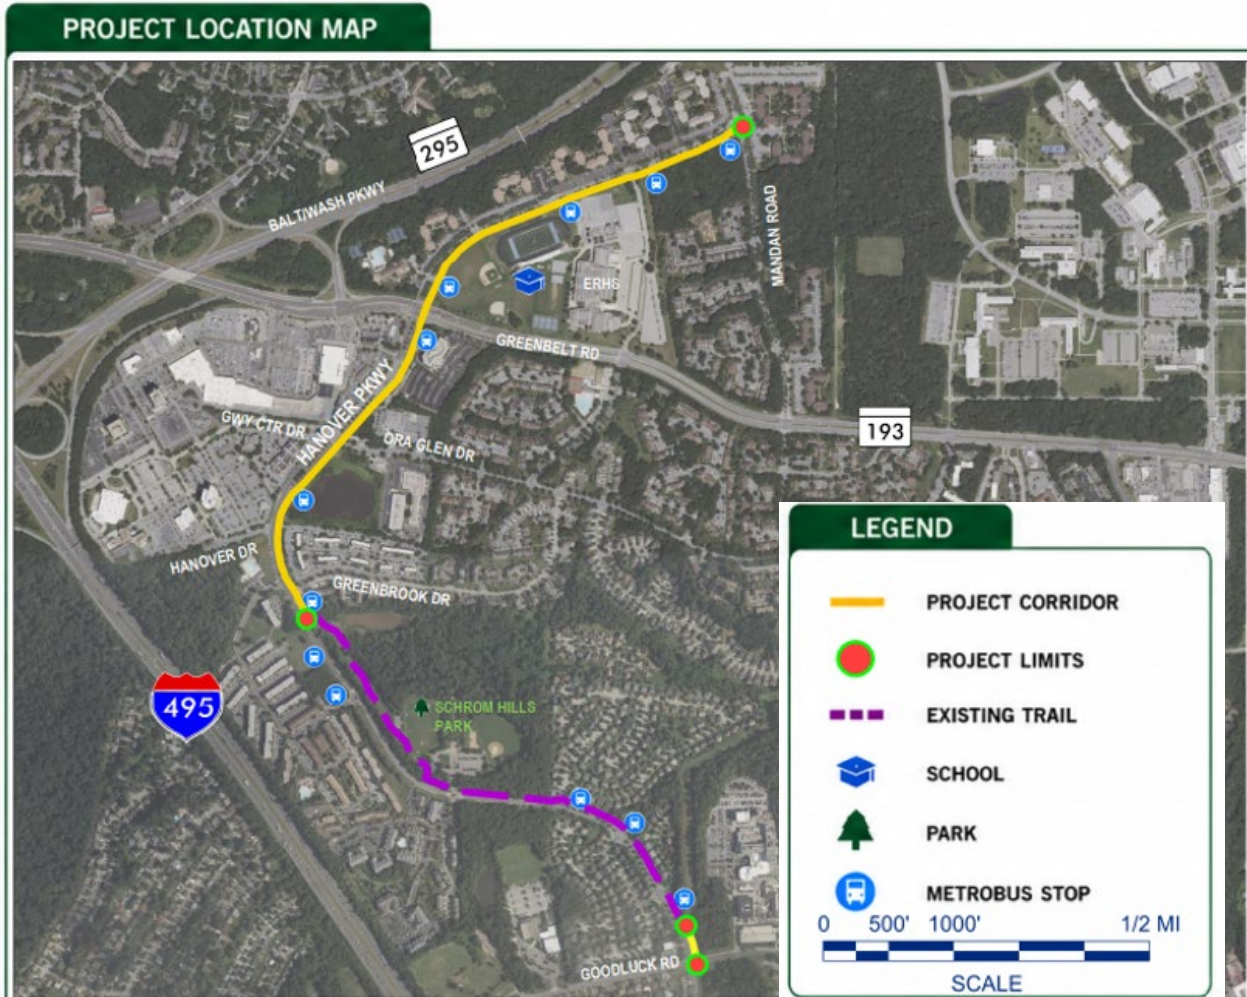 PROJECT LOCATION MAP
295
BALT/WASH PKWY
MANDAN ROAD
ERHS
GREENBELT RD
HANOVER PKWY
GWY CTR DR
ORA GLEN DR
193
HANOVER DR
GREENBROOK DR
495
SCHROM HILLS
PARK
GOODLUCK RD
LEGEND
PROJECT CORRIDOR
PROJECT LIMITS
EXISTING TRAIL
SCHOOL
PARK
METROBUS STOP
0 500' 1000' 1/2 MI
SCALE